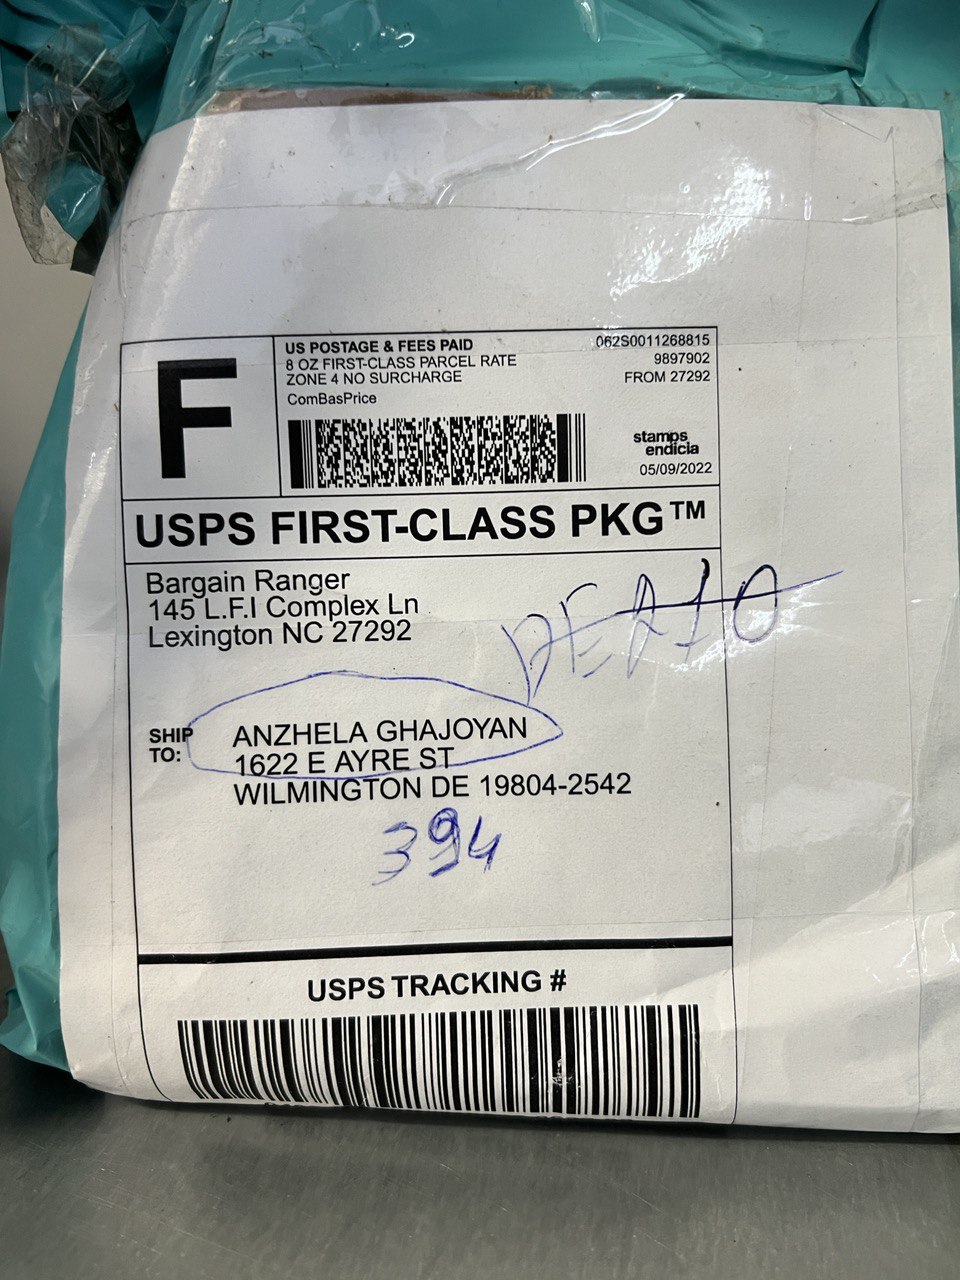 F
US POSTAGE & FEES PAID
8 OZ FIRST-CLASS PARCEL RATE
ZONE 4 NO SURCHARGE
ComBasPrice
062S0011268815
9897902
FROM 27292
stamps
endicia
05/09/2022
USPS FIRST-CLASS PKG™
Bargain Ranger
145 L.F.I Complex Ln
Lexington NC 27292
SHIP
TO:
ANZHELA GHAJOYAN
1622 E AYRE ST
WILMINGTON DE 19804-2542
394
USPS TRACKING #